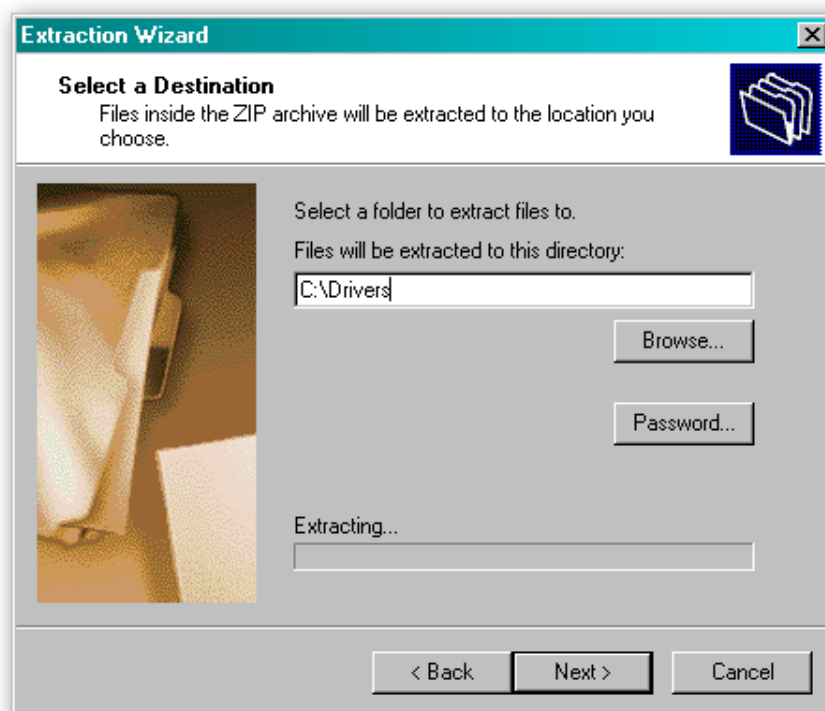 Extraction Wizard
Select a Destination
Files inside the ZIP archive will be extracted to the location you
choose.
Select a folder to extract files to.
Files will be extracted to this directory:
C:\Drivers
Browse...
Password...
Extracting...
< Back Next > Cancel